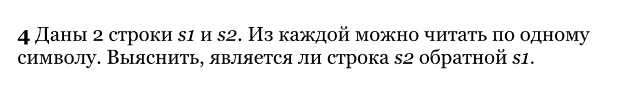 4 Даны 2 строки s1 и s2. Из каждой можно читать по одному
символу. Выяснить, является ли строка s2 обратной s1.